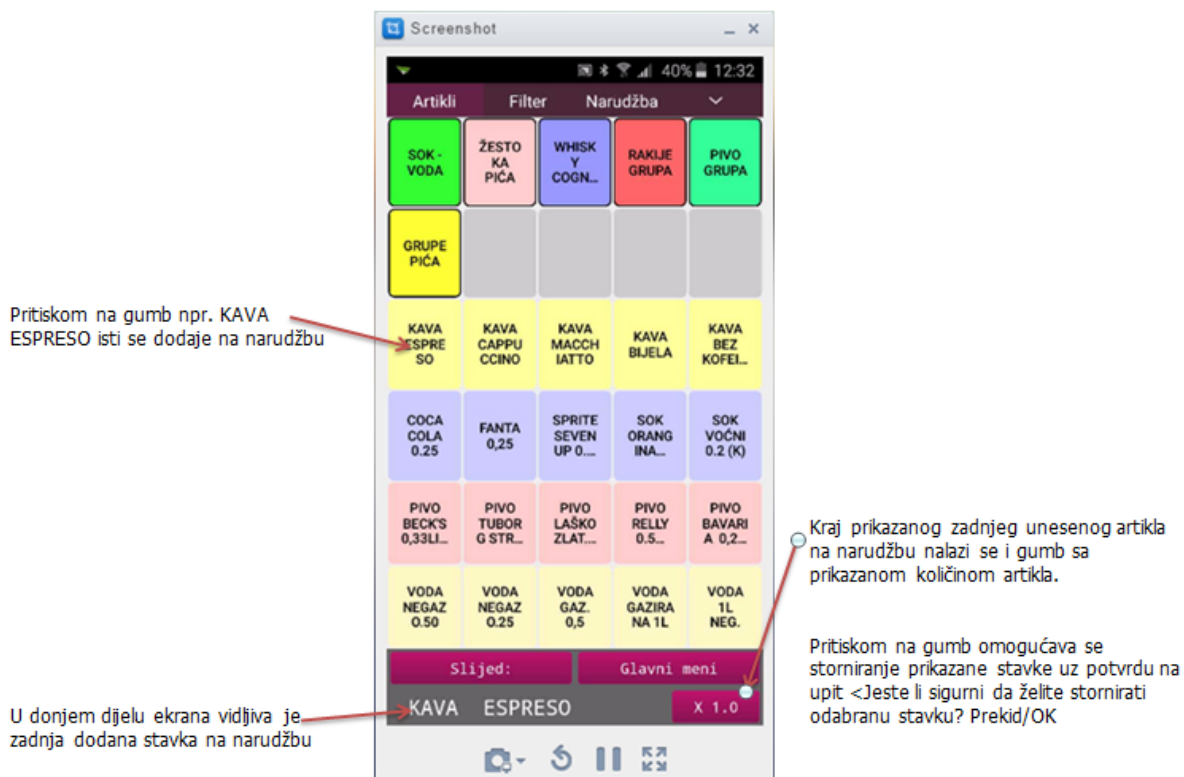 Screenshot
40% 12:32
Artikli Filter Narudžba
SOK -
VODA
ŽESTO
KA
PIĆA
WHISK
Y
COGN...
RAKIJE
GRUPA
PIVO
GRUPA
GRUPE
PIĆA
Pritiskom na gumb npr. KAVA
ESPRESO isti se dodaje na narudžbu
KAVA
ESPRE
SO
KAVA
CAPPU
CCINO
KAVA
MACCH
IATTO
KAVA
BIJELA
KAVA
BEZ
KOFEI...
COCA
COLA
0.25
FANTA
0,25
SPRITE
SEVEN
UP 0....
SOK
ORANG
INA...
SOK
VOĆNI
0.2 (K)
PIVO
BECK'S
0,33LI...
PIVO
TUBOR
G STR...
PIVO
LAŠKO
ZLAT....
PIVO
RELLY
0.5...
PIVO
BAVARI
A 0,2...
VODA
NEGAZ
0.50
VODA
NEGAZ
0.25
VODA
GAZ.
0,5
VODA
GAZIRA
NA 1L
VODA
1L
NEG.
Kraj prikazanog zadnjeg unesenog artikla
na narudžbu nalazi se i gumb sa
prikazanom količinom artikla.
Pritiskom na gumb omogućava se
storniranje prikazane stavke uz potvrdu na
upit <Jeste li sigurni da želite stornirati
odabranu stavku? Prekid/OK
Slijed: Glavni meni
KAVA ESPRESO X 1.0
U donjem dijelu ekrana vidljiva je
zadnja dodana stavka na narudžbu